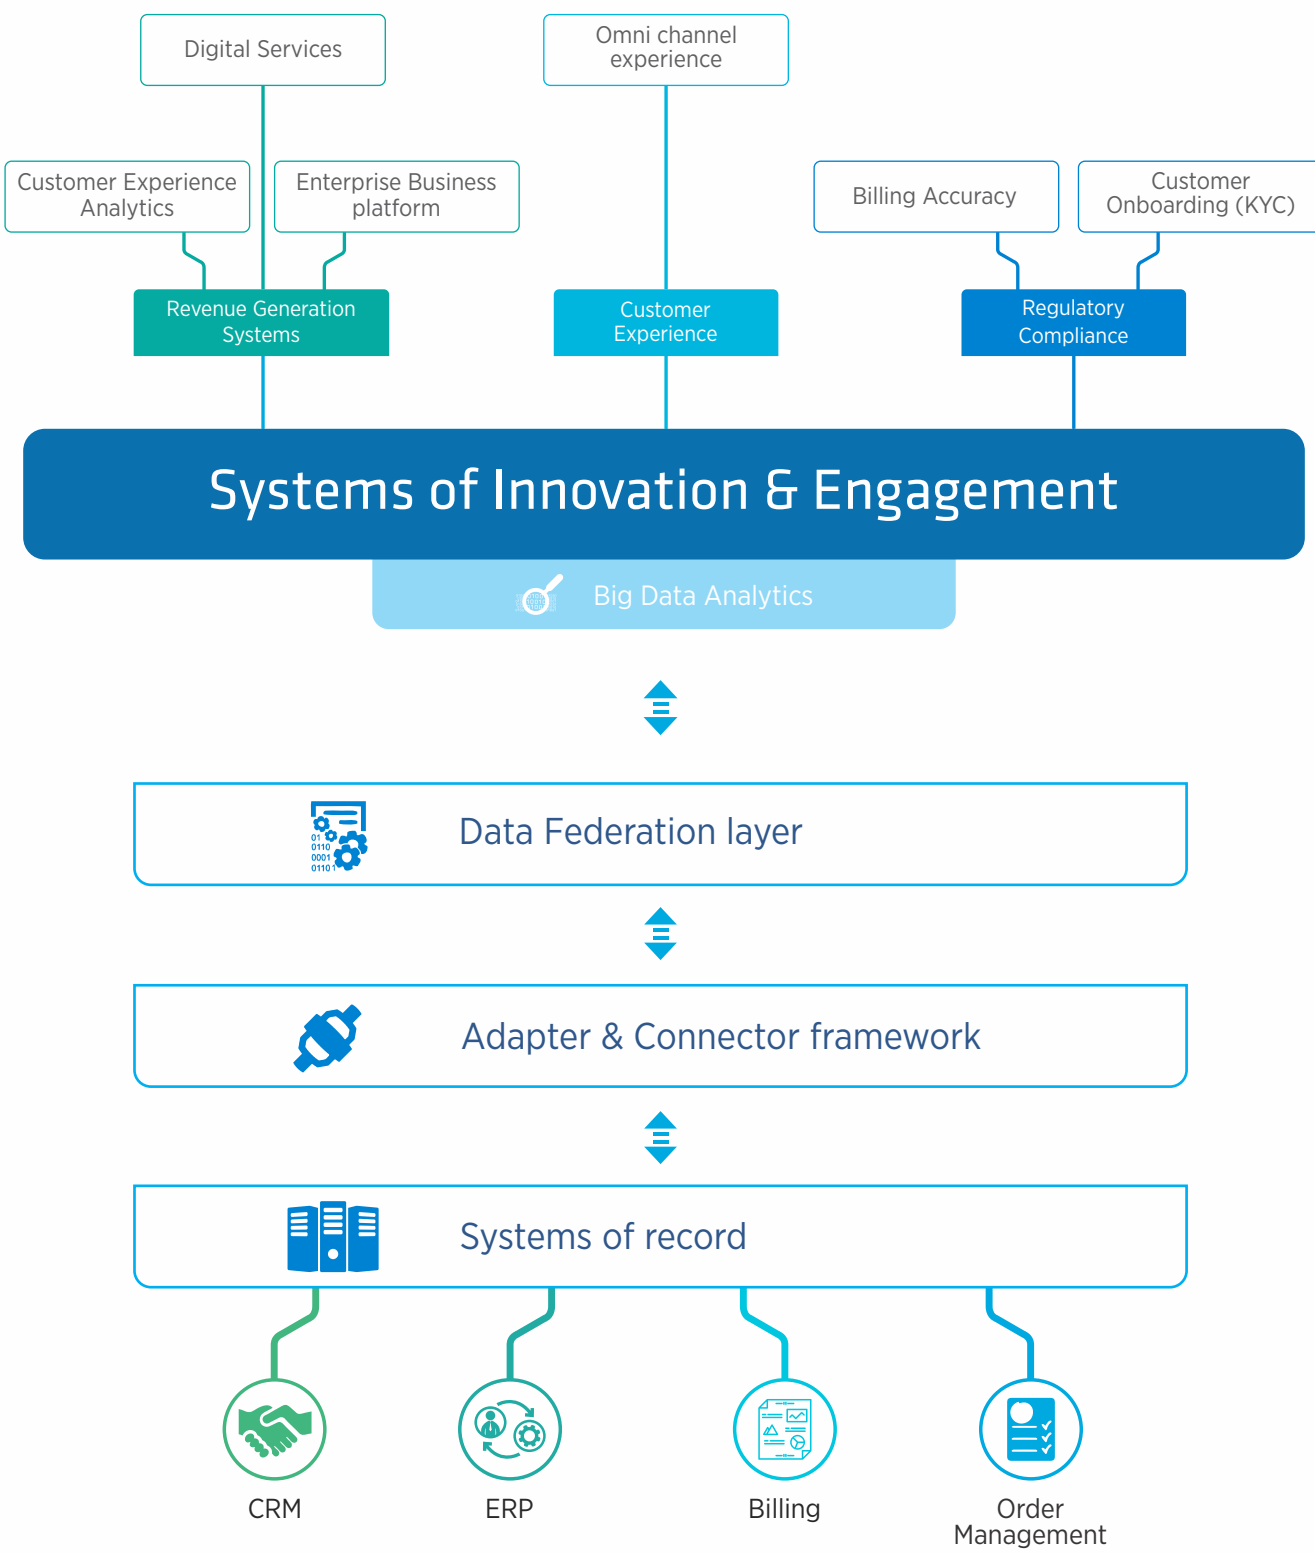 Digital Services
Omni channel
experience
Customer Experience
Analytics
Enterprise Business
platform
Billing Accuracy
Customer
Onboarding (KYC)
Revenue Generation
Systems
Customer
Experience
Regulatory
Compliance
Systems of Innovation & Engagement
Big Data Analytics
Data Federation layer
01
0110
0001
0110 1
Adapter & Connector framework
Systems of record
CRM
ERP
Billing
Order
Management